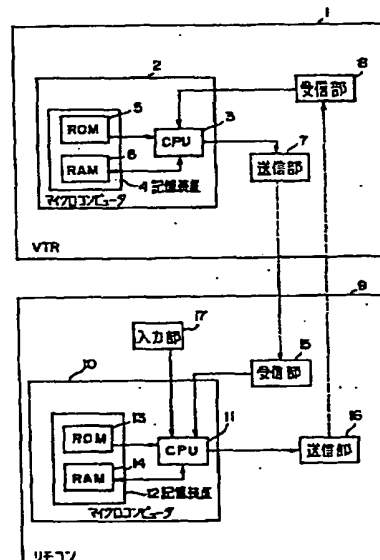 1
2
8
受信部
5
ROM
3
CPU
7
6
RAM
送信部
4 記憶装置
マイクロコンピュータ
VTR
9
17
入力部
15
受信部
10
13
11
16
ROM
CPU
送信部
14
RAM
12 記憶装置
マイクロコンピュータ
リモコン